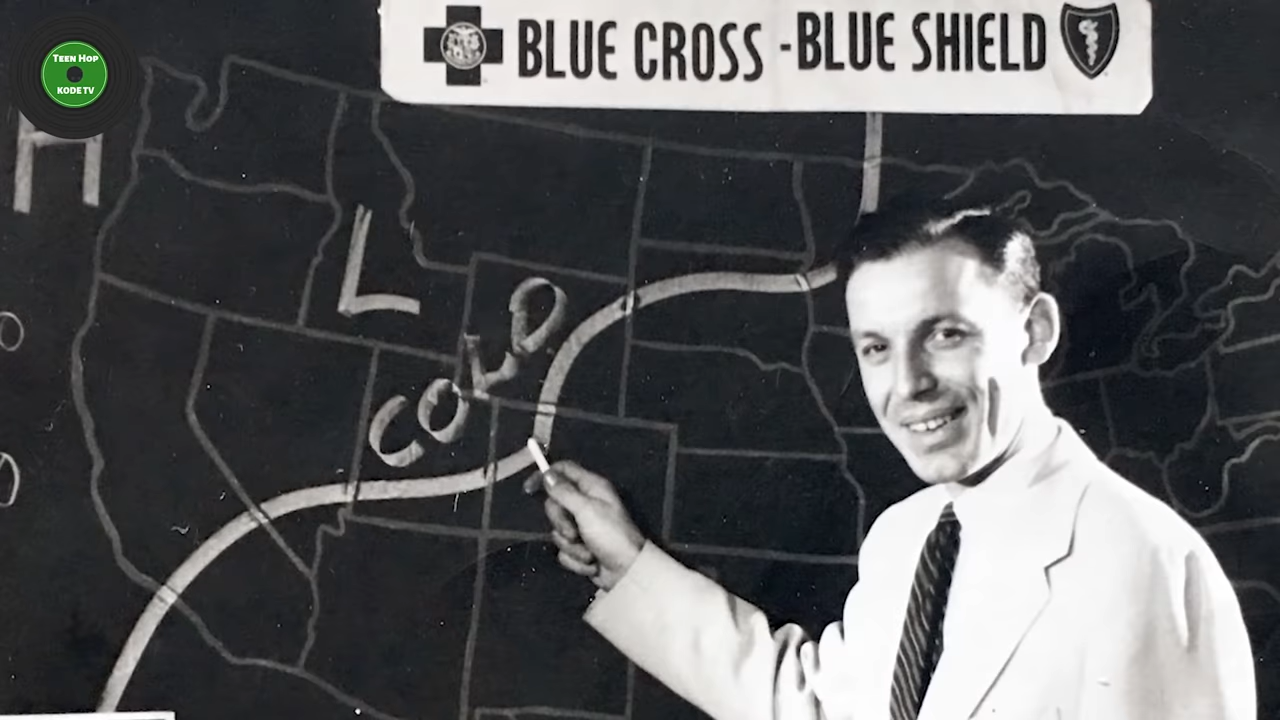 TEEN HOP
KODE TV
BLUE CROSS - BLUE SHIELD
H
L
COLD